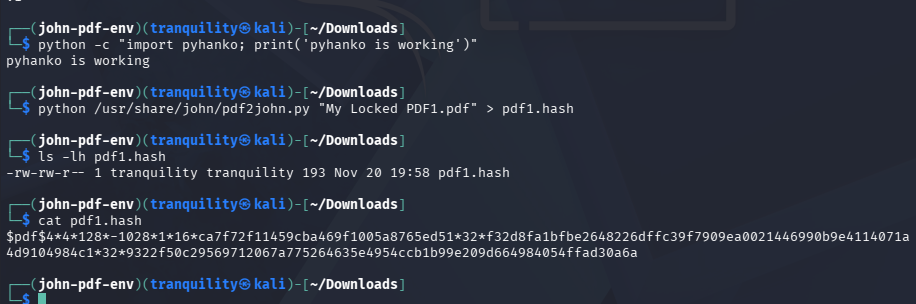 ┌──(john-pdf-env)(tranquility㉿kali)-[~/Downloads]
└─$ python -c "import pyhanko; print('pyhanko is working')"
pyhanko is working
┌──(john-pdf-env)(tranquility㉿kali)-[~/Downloads]
└─$ python /usr/share/john/pdf2john.py "My Locked PDF1.pdf" > pdf1.hash
┌──(john-pdf-env)(tranquility㉿kali)-[~/Downloads]
└─$ ls -lh pdf1.hash
-rw-rw-r-- 1 tranquility tranquility 193 Nov 20 19:58 pdf1.hash
┌──(john-pdf-env)(tranquility㉿kali)-[~/Downloads]
└─$ cat pdf1.hash
$pdf$4*4*128*-1028*1*16*ca7f72f11459cba469f1005a8765ed51*32*f32d8fa1bfbe2648226dffc39f7909ea0021446990b9e4114071a
4d9104984c1*32*9322f50c29569712067a775264635e4954ccb1b99e209d664984054ffad30a6a
┌──(john-pdf-env)(tranquility㉿kali)-[~/Downloads]
└─$